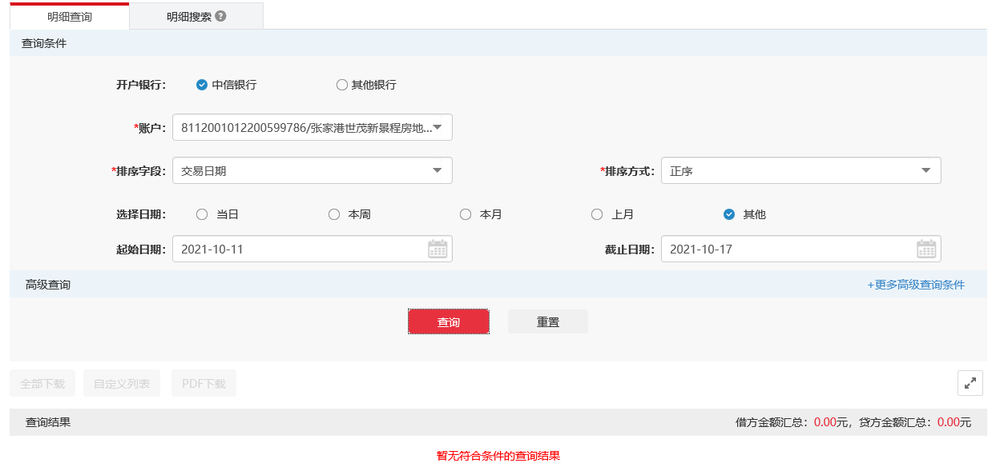 明细查询 明细搜索 ?
查询条件
开户银行： 中信银行 其他银行
*账户： 8112001012200599786/张家港世茂新景程房地...
*排序字段： 交易日期 *排序方式： 正序
选择日期： 当日 本周 本月 上月 其他
起始日期： 2021-10-11 截止日期： 2021-10-17
高级查询 +更多高级查询条件
查询 重置
全部下载 自定义列表 PDF下载
查询结果 借方金额汇总：0.00元，贷方金额汇总：0.00元
暂无符合条件的查询结果